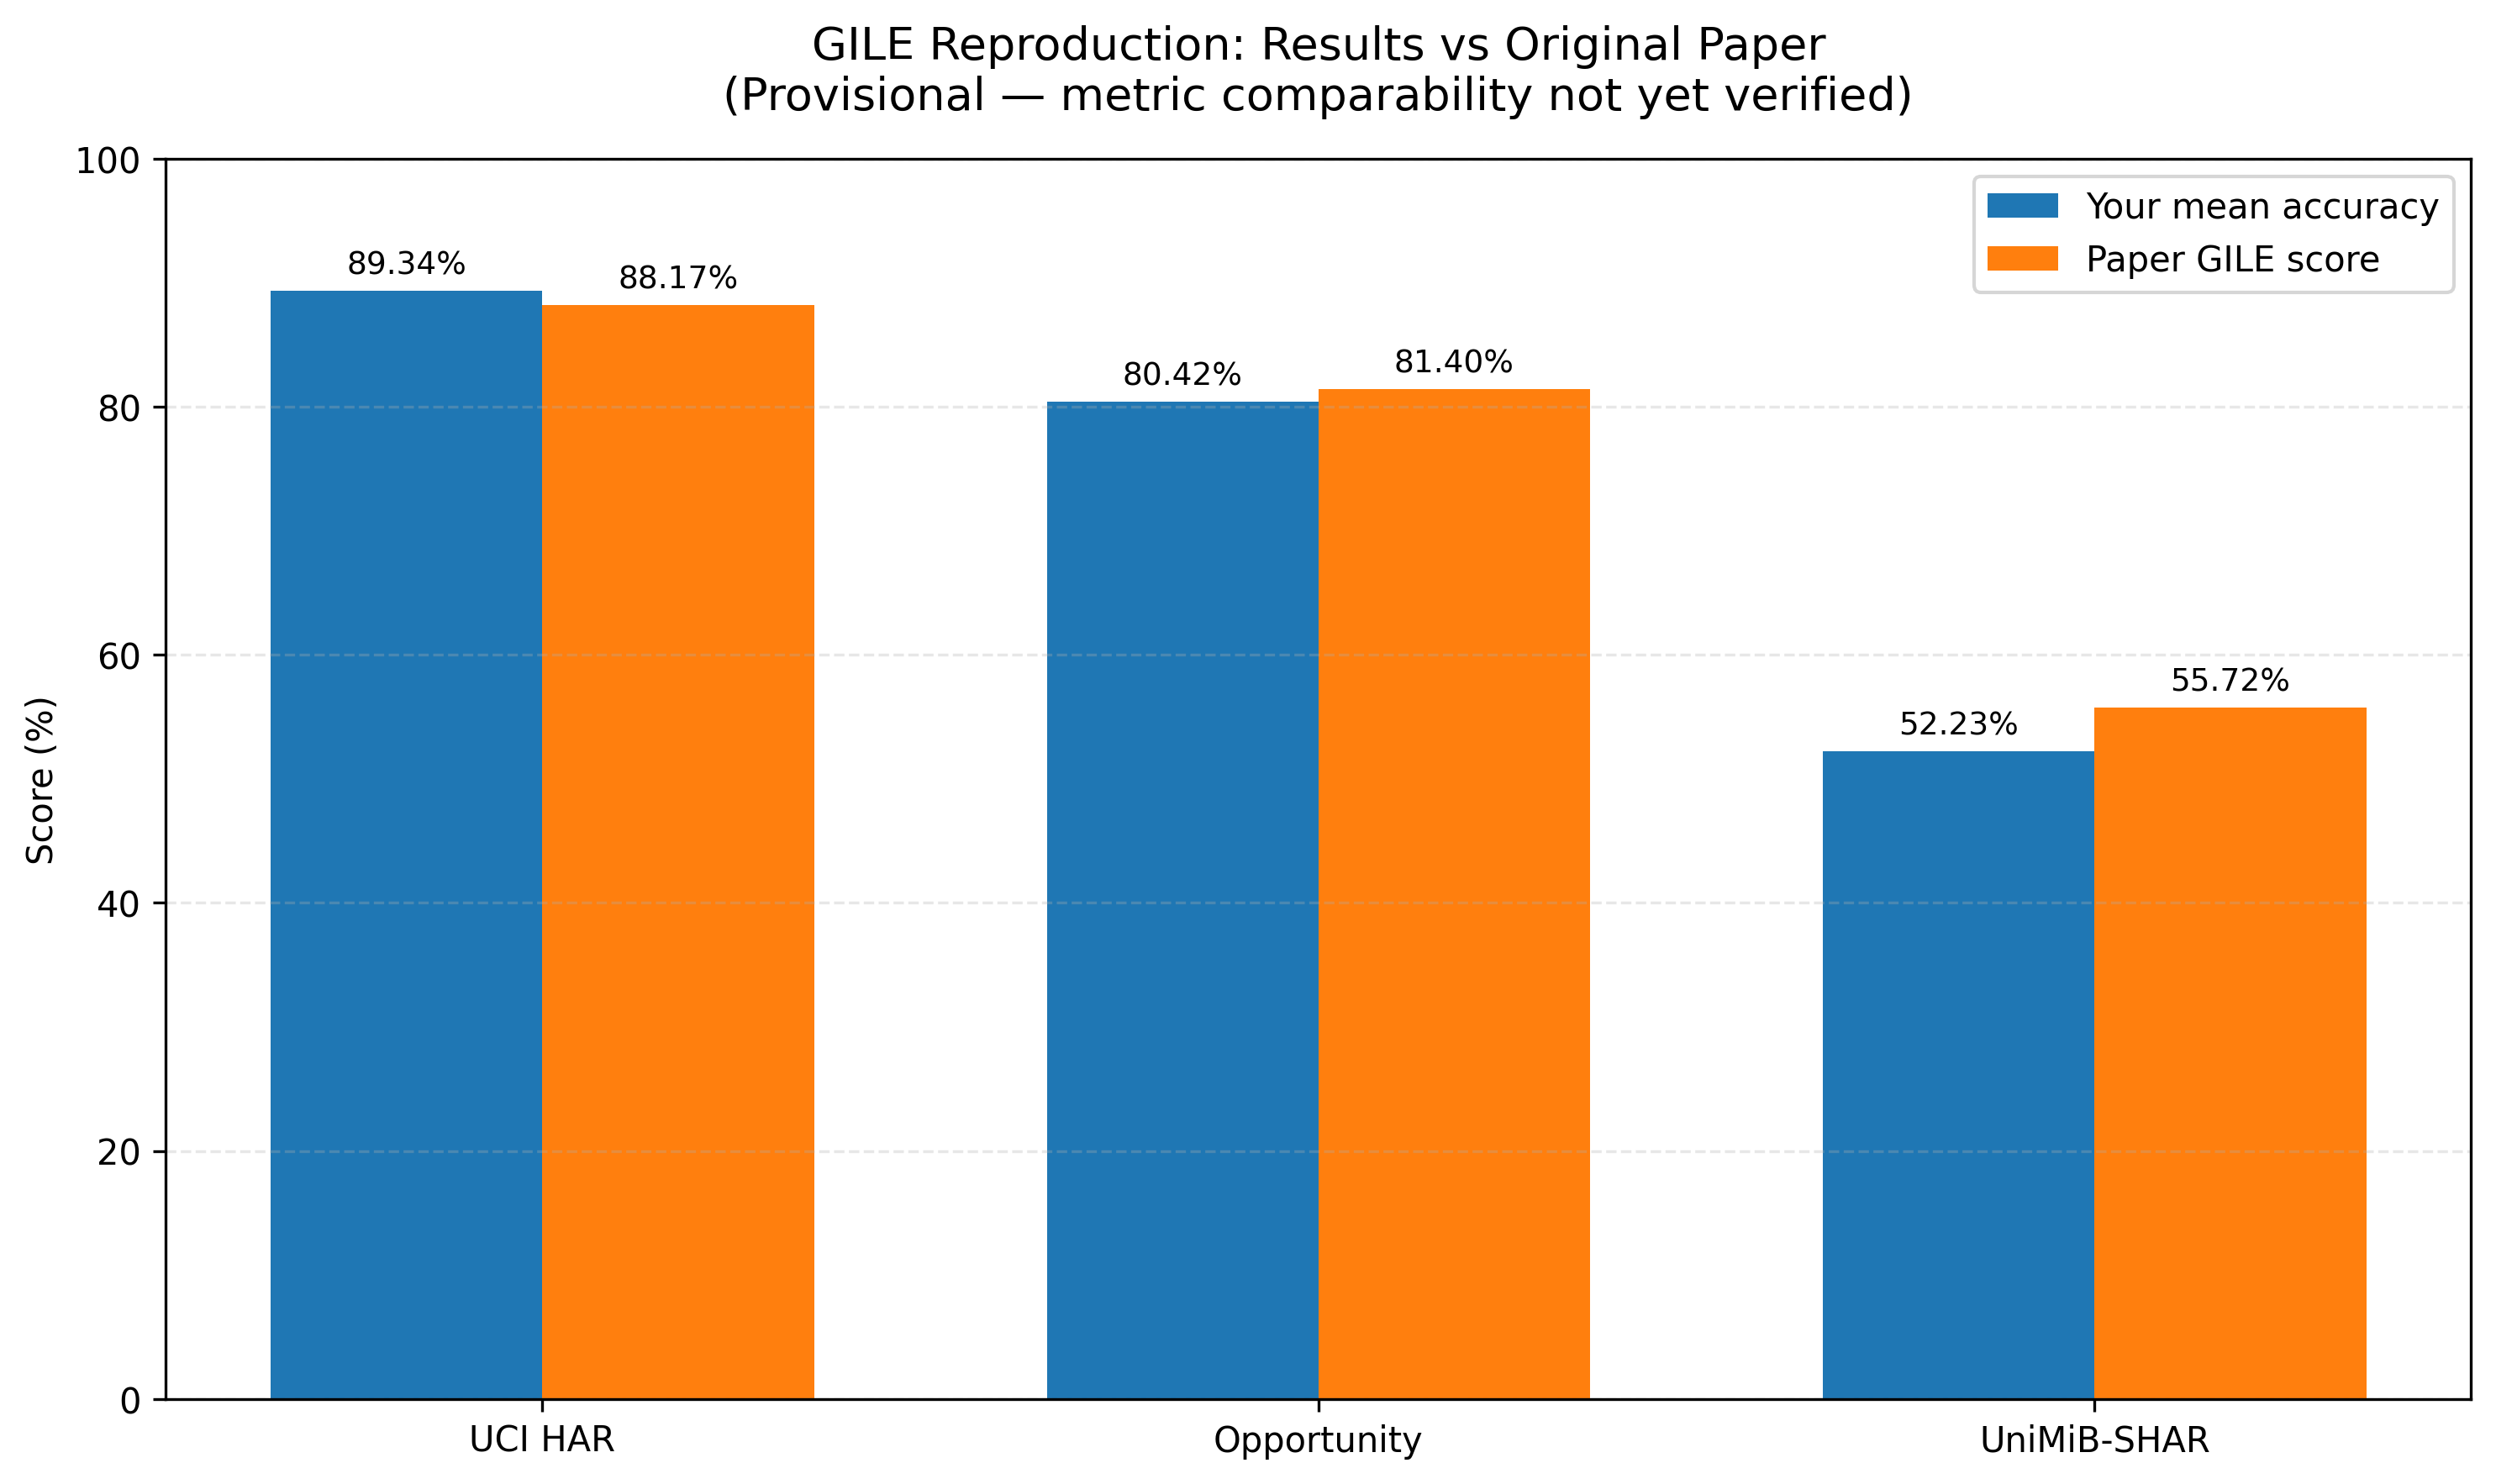 GILE Reproduction: Results vs Original Paper
(Provisional — metric comparability not yet verified)
100
80
60
40
20
0
Score (%)
Your mean accuracy
Paper GILE score
89.34%
88.17%
80.42%
81.40%
52.23%
55.72%
UCI HAR
Opportunity
UniMiB-SHAR